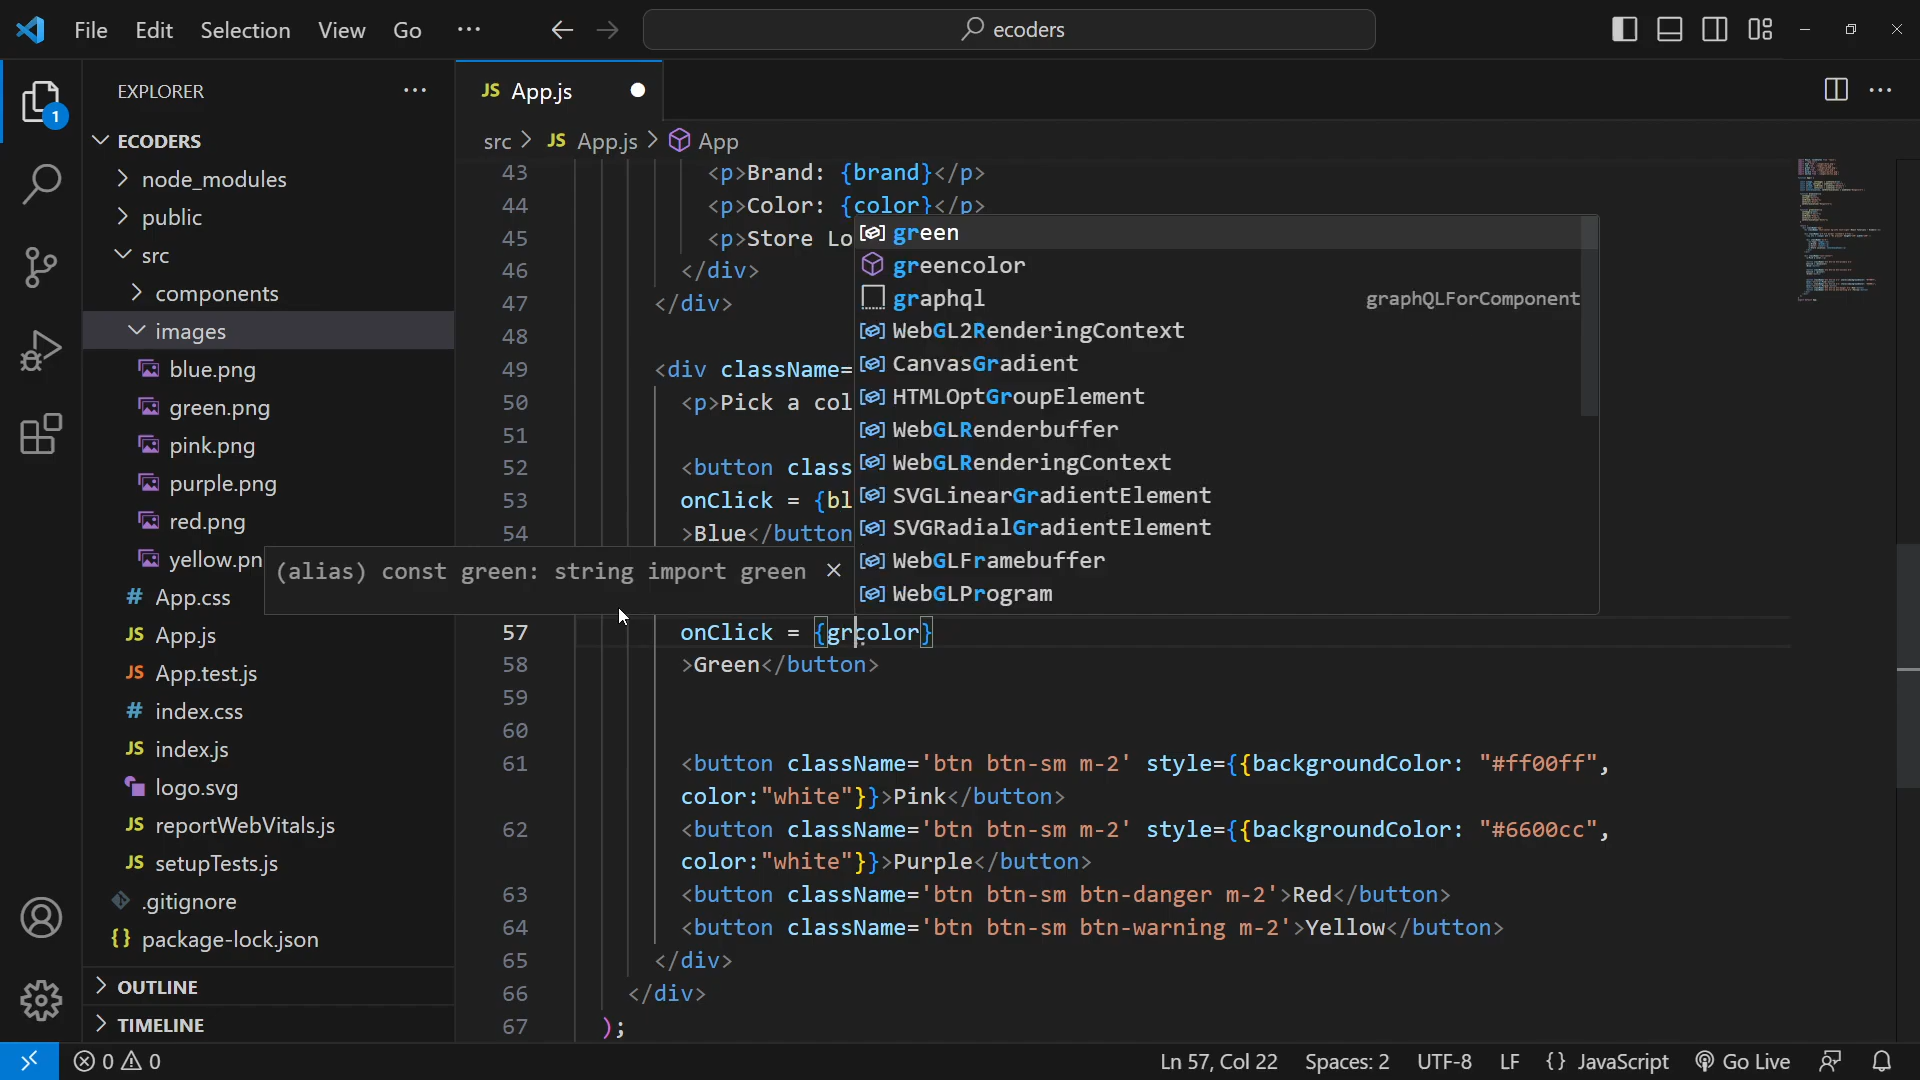 File Edit Selection View Go ···
ecoders
EXPLORER ···
ECODERS
node_modules
public
src
components
images
blue.png
green.png
pink.png
purple.png
red.png
yellow.pn
# App.css
JS App.js
JS App.test.js
# index.css
JS index.js
logo.svg
JS reportWebVitals.js
JS setupTests.js
.gitignore
{} package-lock.json
OUTLINE
TIMELINE
1
JS App.js
src > JS App.js > App
43 <p>Brand: {brand}</p>
44 <p>Color: {color}</p>
45 <p>Store Lo
46 </div>
47 </div>
48
49 <div className=
50 <p>Pick a col
51
52 <button class
53 onClick = {bl
54 >Blue</button
green
greencolor
graphql graphQLForComponent
WebGL2RenderingContext
CanvasGradient
HTMLOptGroupElement
WebGLRenderbuffer
WebGLRenderingContext
SVGLinearGradientElement
SVGRadialGradientElement
WebGLFramebuffer
WebGLProgram
(alias) const green: string import green ×
57 onClick = {grcolor}
58 >Green</button>
59
60
61 <button className='btn btn-sm m-2' style={{backgroundColor: "#ff00ff",
color:"white"}}>Pink</button>
62 <button className='btn btn-sm m-2' style={{backgroundColor: "#6600cc",
color:"white"}}>Purple</button>
63 <button className='btn btn-sm btn-danger m-2'>Red</button>
64 <button className='btn btn-sm btn-warning m-2'>Yellow</button>
65 </div>
66 </div>
67 );
0 0
Ln 57, Col 22 Spaces: 2 UTF-8 LF {} JavaScript Go Live